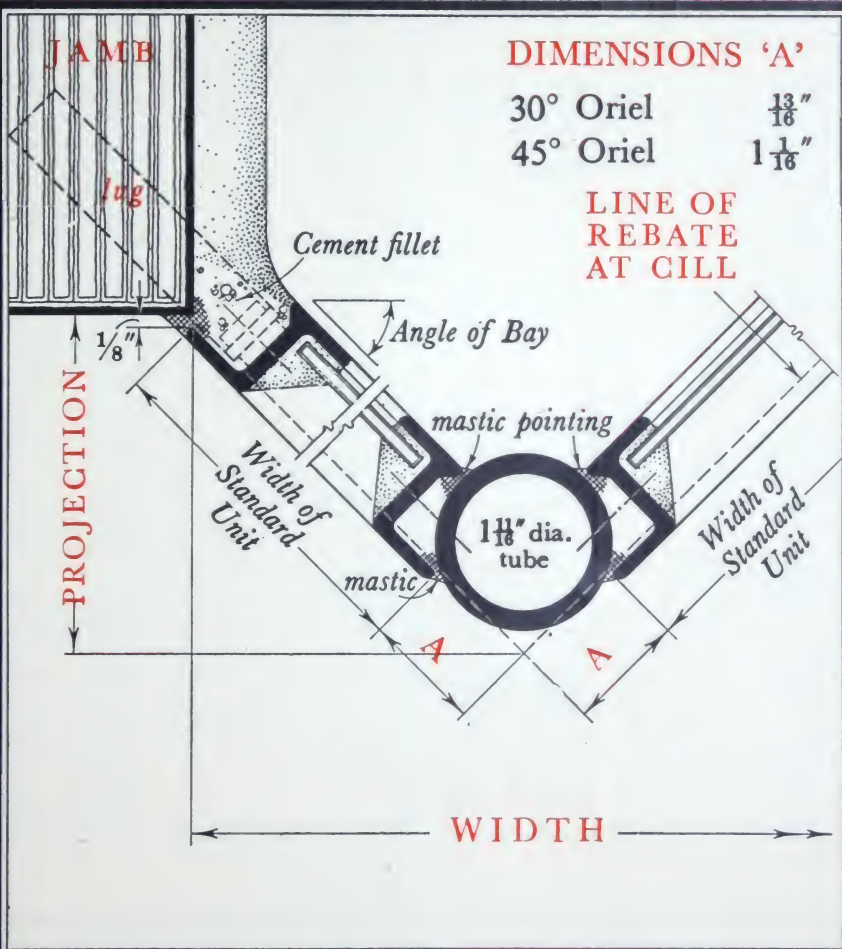 JAMB
lug
DIMENSIONS ‘A’
30° Oriel 13/16″
45° Oriel 1 1/16″
LINE OF
REBATE
AT CILL
Cement fillet
Angle of Bay
1/8″
PROJECTION
mastic pointing
Width of
Standard
Unit
1 11/16″ dia.
tube
Width of
Standard
Unit
mastic
A
A
WIDTH